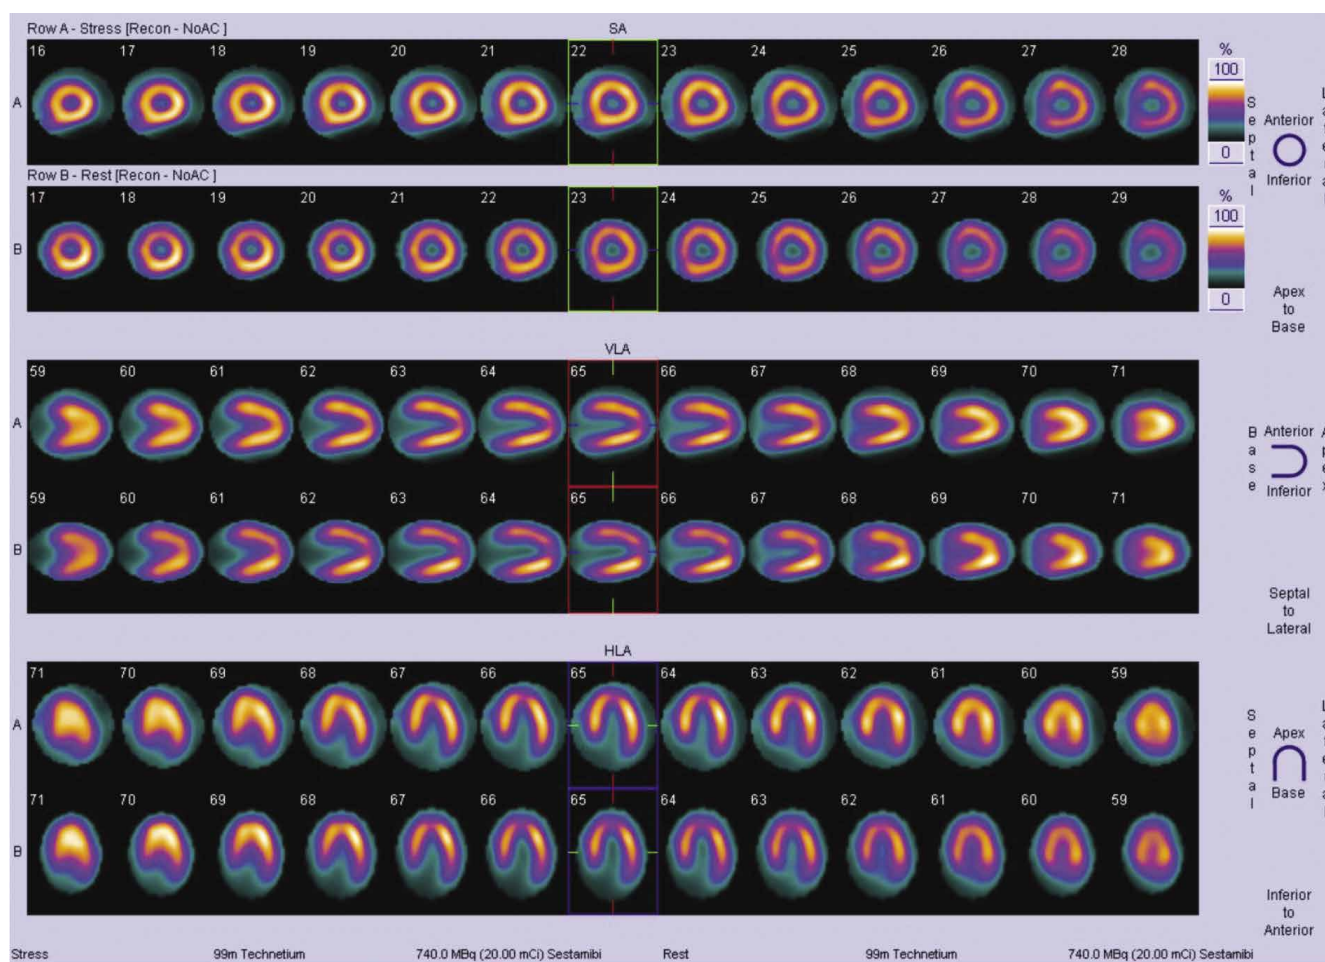 Row A - Stress [Recon - NoAC ] SA
16 17 18 19 20 21 22 23 24 25 26 27 28
A
Row B - Rest [Recon - NoAC ]
17 18 19 20 21 22 23 24 25 26 27 28 29
B
%
100
0
%
100
0
Septal
Anterior
Inferior
Apex
to
Base
VLA
59 60 61 62 63 64 65 66 67 68 69 70 71
A
59 60 61 62 63 64 65 66 67 68 69 70 71
B
Base
Anterior
Inferior
Septal
to
Lateral
HLA
71 70 69 68 67 66 65 64 63 62 61 60 59
A
71 70 69 68 67 66 65 64 63 62 61 60 59
B
Septal
Apex
Base
Inferior
to
Anterior
Stress 99m Technetium 740.0 MBq (20.00 mCi) Sestamibi Rest 99m Technetium 740.0 MBq (20.00 mCi) Sestamibi